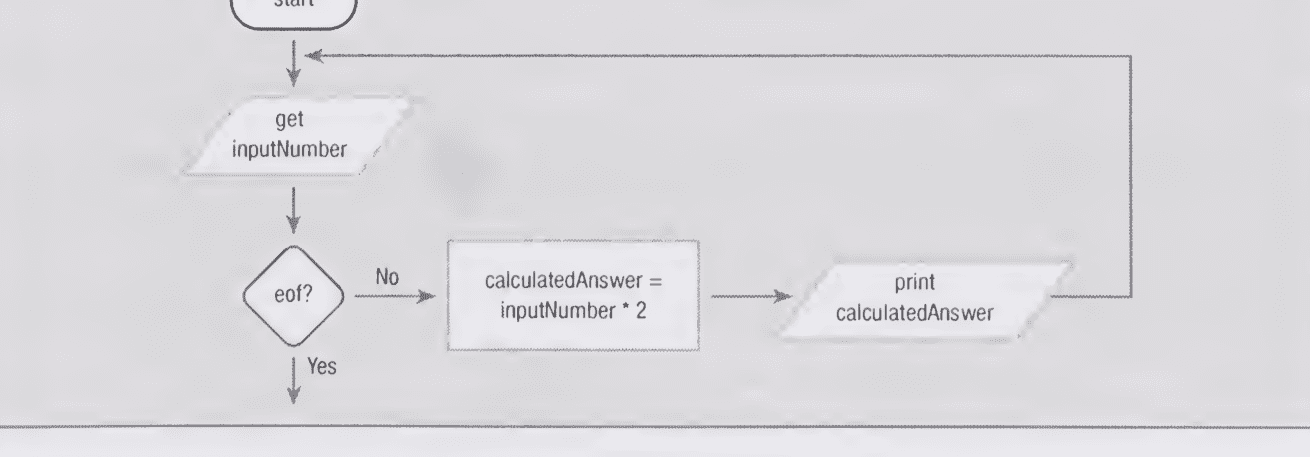 start
get
inputNumber
eof?
No
calculatedAnswer =
inputNumber * 2
print
calculatedAnswer
Yes